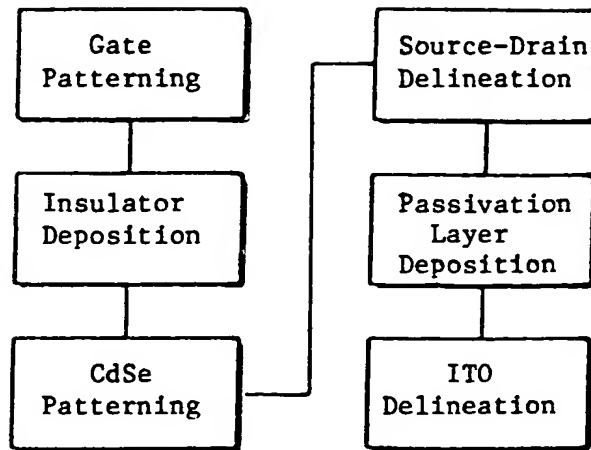 Gate
Patterning
Insulator
Deposition
CdSe
Patterning
Source-Drain
Delineation
Passivation
Layer
Deposition
ITO
Delineation